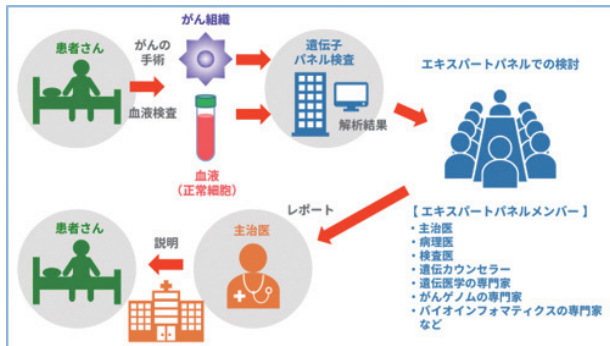 患者さん
がんの
手術
血液検査
がん組織
血液
（正常細胞）
遺伝子
パネル検査
解析結果
エキスパートパネルでの検討
【 エキスパートパネルメンバー 】
・主治医
・病理医
・検査医
・遺伝カウンセラー
・遺伝医学の専門家
・がんゲノムの専門家
・バイオインフォマティクスの専門家
など
レポート
主治医
説明
患者さん